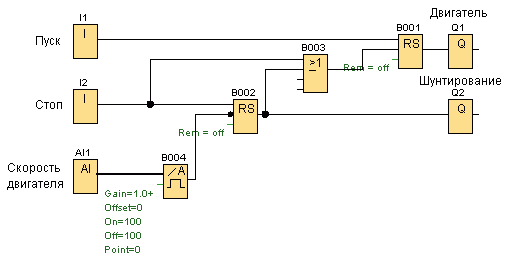 Двигатель
I1
B001
Q1
Пуск
I
RS
Q
B003
Rem = off
>1
Шунтирование
I2
B002
Q2
Стоп
I
RS
Q
Rem = off
AI1
B004
Скорость
двигателя
AI
/A
Gain=1.0+
Offset=0
On=100
Off=100
Point=0